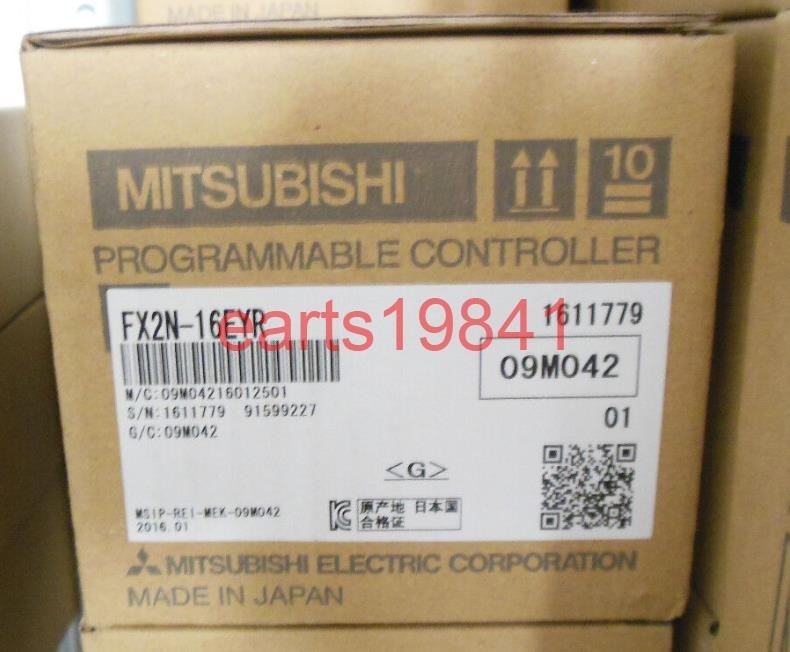 MADE IN JAPAN
MITSUBISHI
10
PROGRAMMABLE CONTROLLER
FX2N-16EYR
1611779
earts19841
09M042
M/C:09M04216012501
S/N:1611779 91599227
G/C:09M042
01
<G>
MSIP-REI-MEK-09M042
2016.01
原产地 日本国
合格证
MITSUBISHI ELECTRIC CORPORATION
MADE IN JAPAN